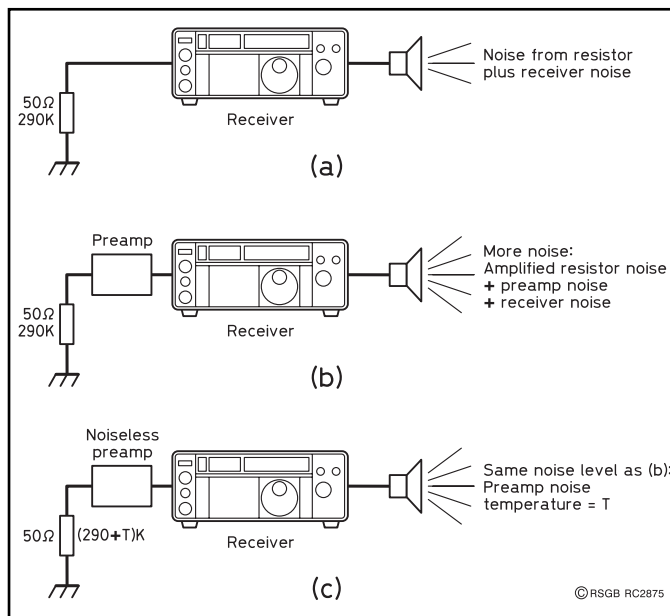 50Ω
290K
Receiver
Noise from resistor
plus receiver noise
(a)
Preamp
50Ω
290K
Receiver
More noise:
Amplified resistor noise
+ preamp noise
+ receiver noise
(b)
Noiseless
preamp
50Ω (290+T)K
Receiver
Same noise level as (b):
Preamp noise
temperature = T
(c)
©RSGB RC2875